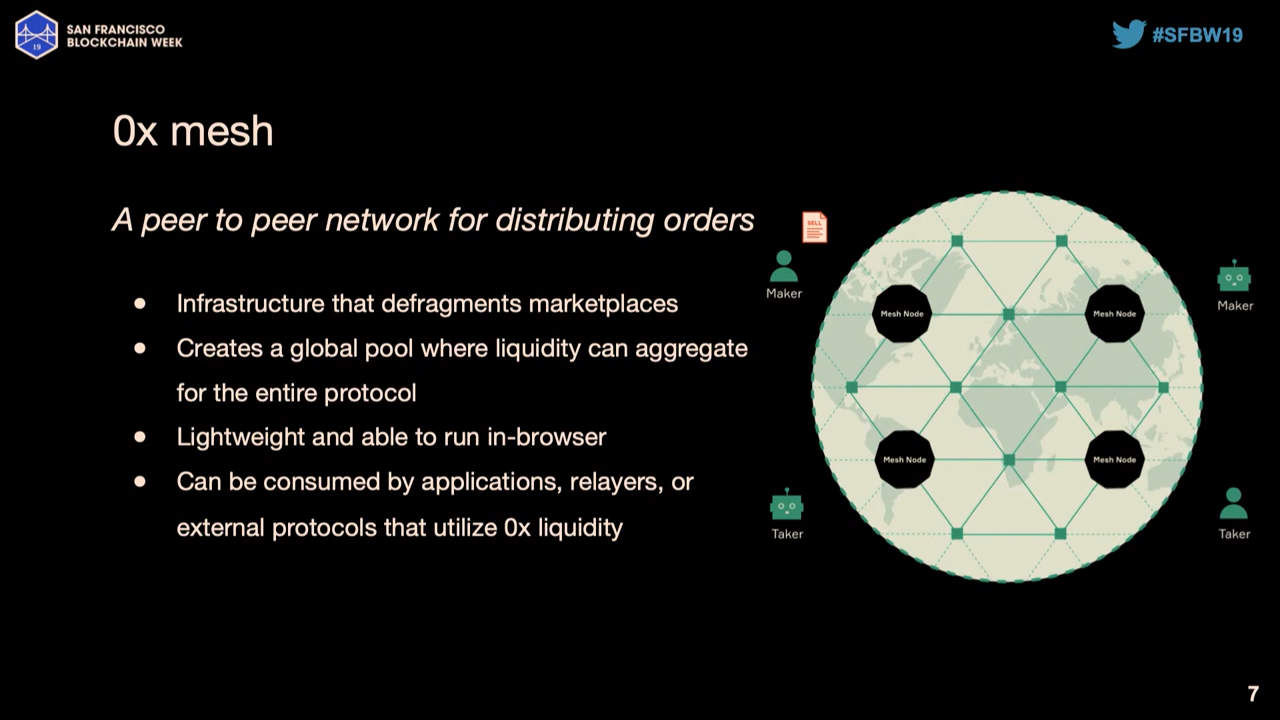 SAN FRANCISCO
BLOCKCHAIN WEEK
19
#SFBW19
0x mesh
A peer to peer network for distributing orders
● Infrastructure that defragments marketplaces
● Creates a global pool where liquidity can aggregate
for the entire protocol
● Lightweight and able to run in-browser
● Can be consumed by applications, relayers, or
external protocols that utilize 0x liquidity
SELL
Maker
Maker
Mesh Node
Mesh Node
Mesh Node
Mesh Node
Taker
Taker
7